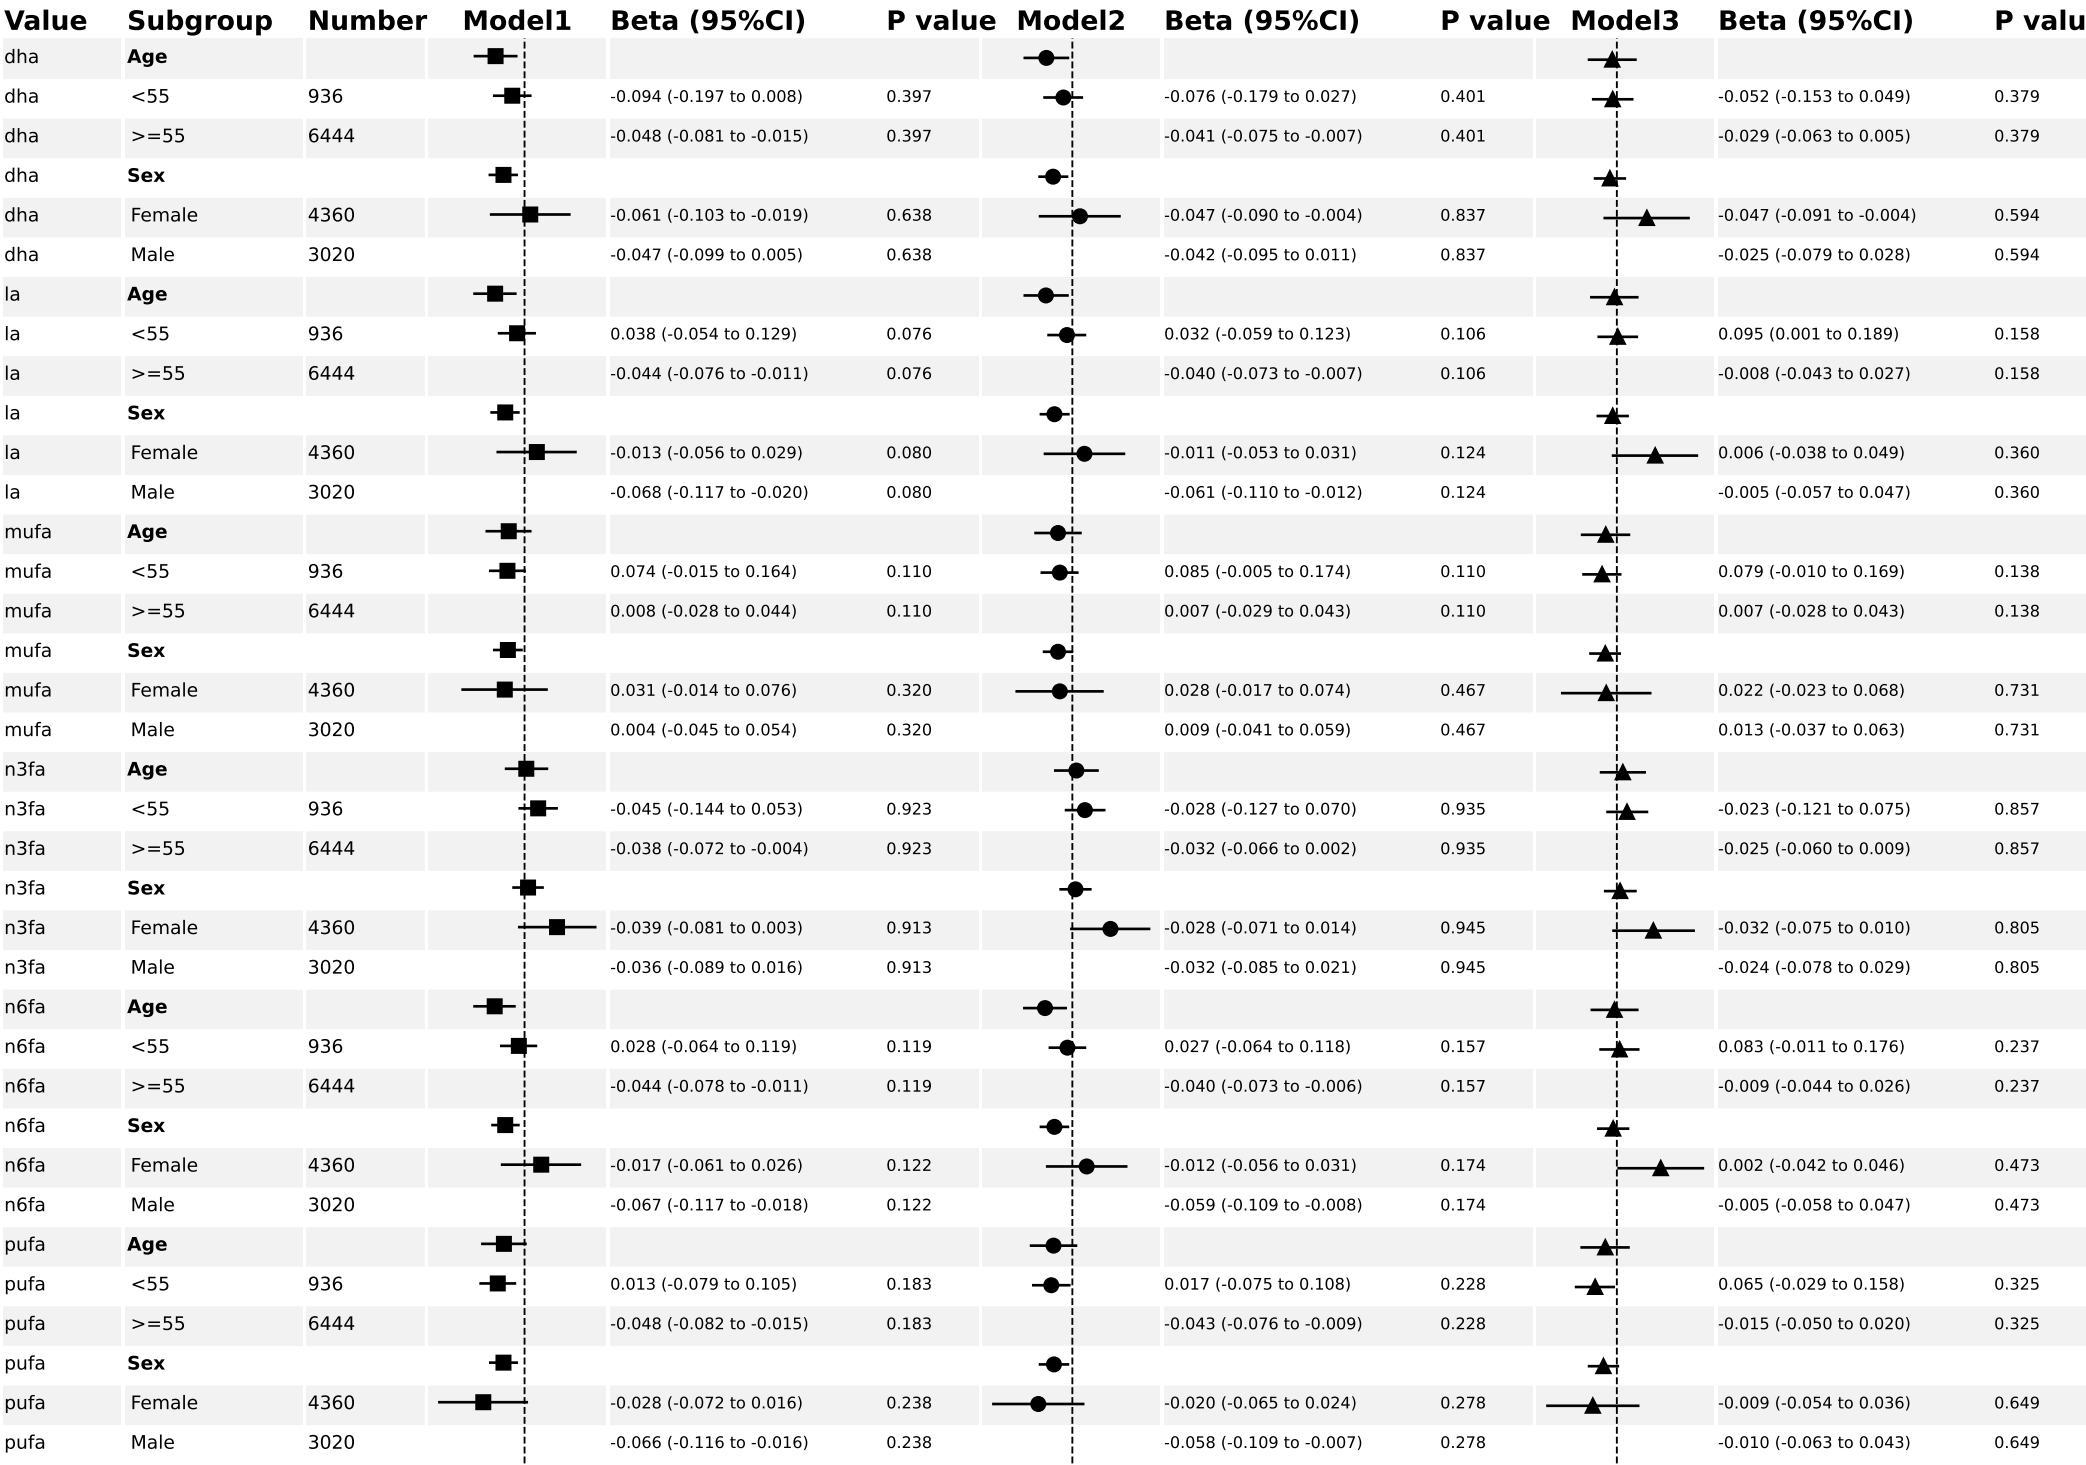 Value Subgroup Number Model1 Beta (95%CI) P value Model2 Beta (95%CI) P value Model3 Beta (95%CI) P valu
dha Age
dha <55 936 -0.094 (-0.197 to 0.008) 0.397 -0.076 (-0.179 to 0.027) 0.401 -0.052 (-0.153 to 0.049) 0.379
dha >=55 6444 -0.048 (-0.081 to -0.015) 0.397 -0.041 (-0.075 to -0.007) 0.401 -0.029 (-0.063 to 0.005) 0.379
dha Sex
dha Female 4360 -0.061 (-0.103 to -0.019) 0.638 -0.047 (-0.090 to -0.004) 0.837 -0.047 (-0.091 to -0.004) 0.594
dha Male 3020 -0.047 (-0.099 to 0.005) 0.638 -0.042 (-0.095 to 0.011) 0.837 -0.025 (-0.079 to 0.028) 0.594
la Age
la <55 936 0.038 (-0.054 to 0.129) 0.076 0.032 (-0.059 to 0.123) 0.106 0.095 (0.001 to 0.189) 0.158
la >=55 6444 -0.044 (-0.076 to -0.011) 0.076 -0.040 (-0.073 to -0.007) 0.106 -0.008 (-0.043 to 0.027) 0.158
la Sex
la Female 4360 -0.013 (-0.056 to 0.029) 0.080 -0.011 (-0.053 to 0.031) 0.124 0.006 (-0.038 to 0.049) 0.360
la Male 3020 -0.068 (-0.117 to -0.020) 0.080 -0.061 (-0.110 to -0.012) 0.124 -0.005 (-0.057 to 0.047) 0.360
mufa Age
mufa <55 936 0.074 (-0.015 to 0.164) 0.110 0.085 (-0.005 to 0.174) 0.110 0.079 (-0.010 to 0.169) 0.138
mufa >=55 6444 0.008 (-0.028 to 0.044) 0.110 0.007 (-0.029 to 0.043) 0.110 0.007 (-0.028 to 0.043) 0.138
mufa Sex
mufa Female 4360 0.031 (-0.014 to 0.076) 0.320 0.028 (-0.017 to 0.074) 0.467 0.022 (-0.023 to 0.068) 0.731
mufa Male 3020 0.004 (-0.045 to 0.054) 0.320 0.009 (-0.041 to 0.059) 0.467 0.013 (-0.037 to 0.063) 0.731
n3fa Age
n3fa <55 936 -0.045 (-0.144 to 0.053) 0.923 -0.028 (-0.127 to 0.070) 0.935 -0.023 (-0.121 to 0.075) 0.857
n3fa >=55 6444 -0.038 (-0.072 to -0.004) 0.923 -0.032 (-0.066 to 0.002) 0.935 -0.025 (-0.060 to 0.009) 0.857
n3fa Sex
n3fa Female 4360 -0.039 (-0.081 to 0.003) 0.913 -0.028 (-0.071 to 0.014) 0.945 -0.032 (-0.075 to 0.010) 0.805
n3fa Male 3020 -0.036 (-0.089 to 0.016) 0.913 -0.032 (-0.085 to 0.021) 0.945 -0.024 (-0.078 to 0.029) 0.805
n6fa Age
n6fa <55 936 0.028 (-0.064 to 0.119) 0.119 0.027 (-0.064 to 0.118) 0.157 0.083 (-0.011 to 0.176) 0.237
n6fa >=55 6444 -0.044 (-0.078 to -0.011) 0.119 -0.040 (-0.073 to -0.006) 0.157 -0.009 (-0.044 to 0.026) 0.237
n6fa Sex
n6fa Female 4360 -0.017 (-0.061 to 0.026) 0.122 -0.012 (-0.056 to 0.031) 0.174 0.002 (-0.042 to 0.046) 0.473
n6fa Male 3020 -0.067 (-0.117 to -0.018) 0.122 -0.059 (-0.109 to -0.008) 0.174 -0.005 (-0.058 to 0.047) 0.473
pufa Age
pufa <55 936 0.013 (-0.079 to 0.105) 0.183 0.017 (-0.075 to 0.108) 0.228 0.065 (-0.029 to 0.158) 0.325
pufa >=55 6444 -0.048 (-0.082 to -0.015) 0.183 -0.043 (-0.076 to -0.009) 0.228 -0.015 (-0.050 to 0.020) 0.325
pufa Sex
pufa Female 4360 -0.028 (-0.072 to 0.016) 0.238 -0.020 (-0.065 to 0.024) 0.278 -0.009 (-0.054 to 0.036) 0.649
pufa Male 3020 -0.066 (-0.116 to -0.016) 0.238 -0.058 (-0.109 to -0.007) 0.278 -0.010 (-0.063 to 0.043) 0.649